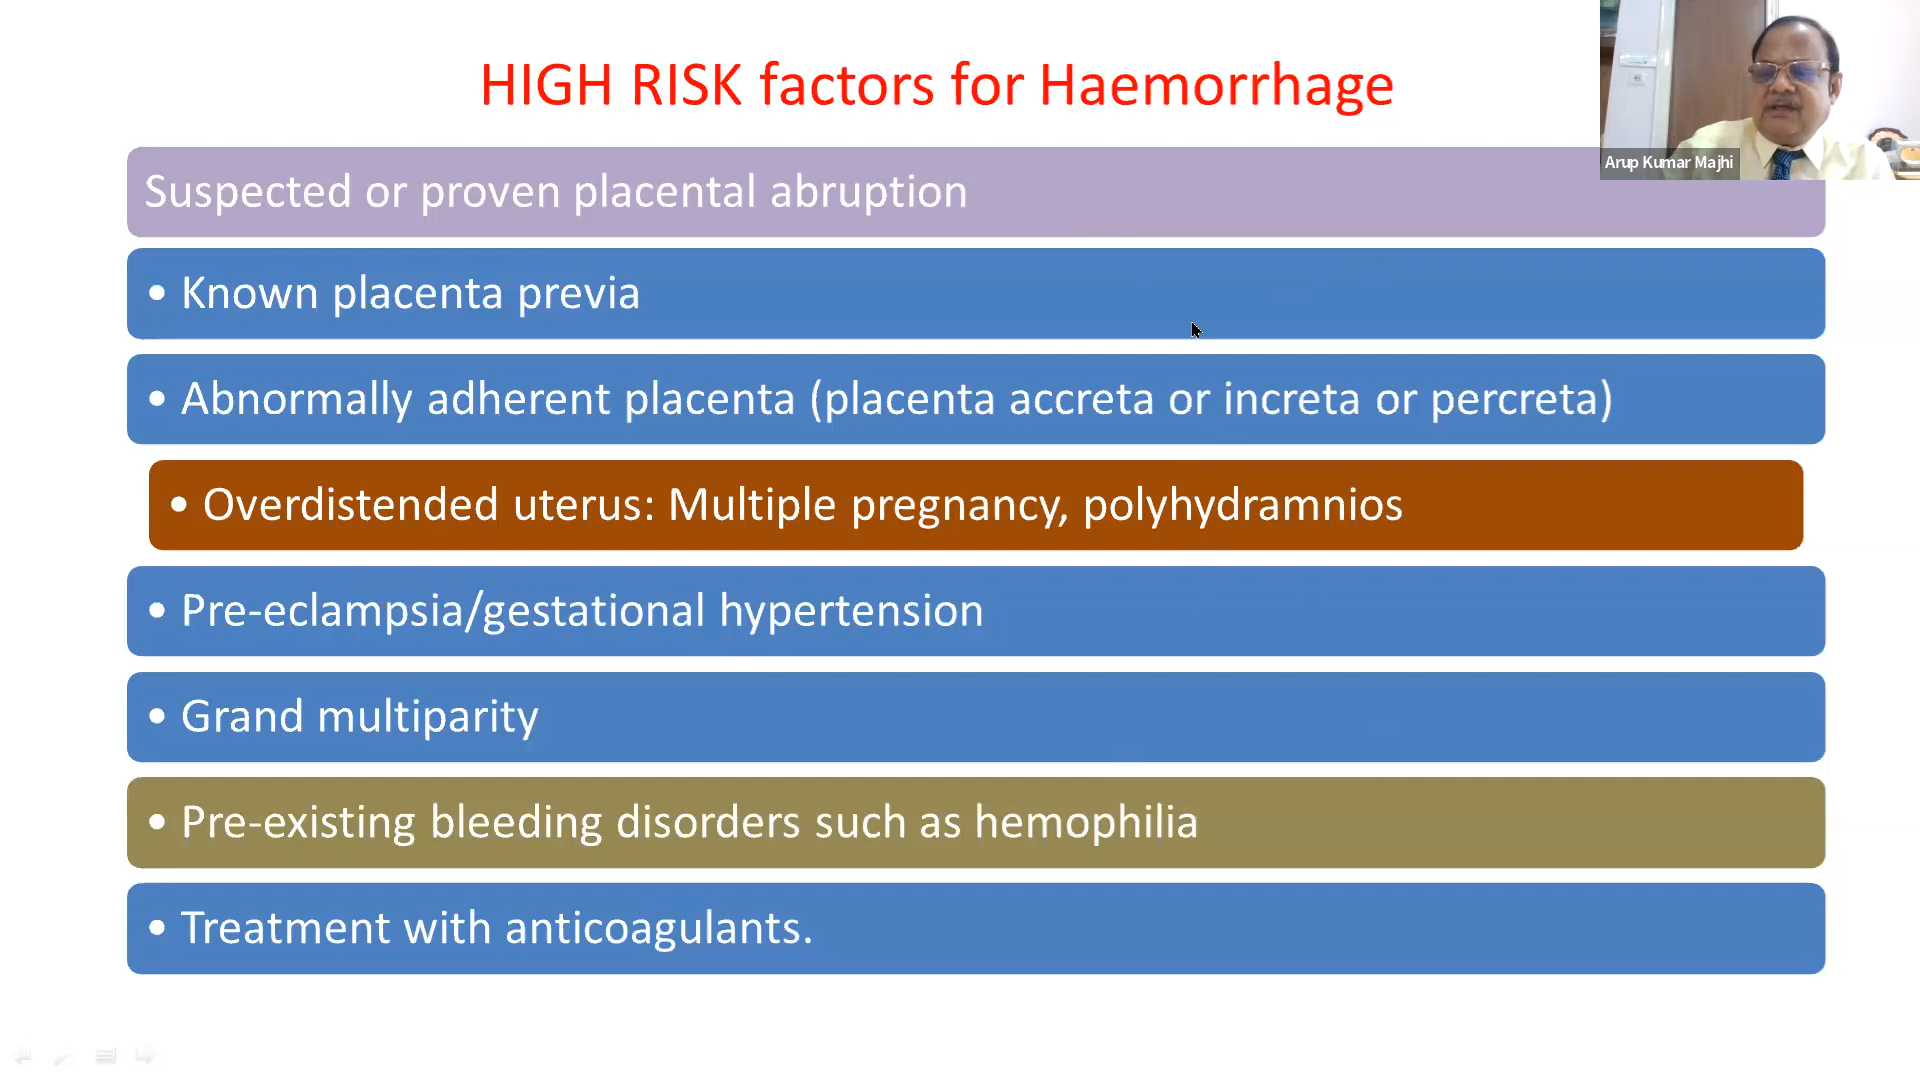 HIGH RISK factors for Haemorrhage
Arup Kumar Majhi
Suspected or proven placental abruption
• Known placenta previa
• Abnormally adherent placenta (placenta accreta or increta or percreta)
• Overdistended uterus: Multiple pregnancy, polyhydramnios
• Pre-eclampsia/gestational hypertension
• Grand multiparity
• Pre-existing bleeding disorders such as hemophilia
• Treatment with anticoagulants.